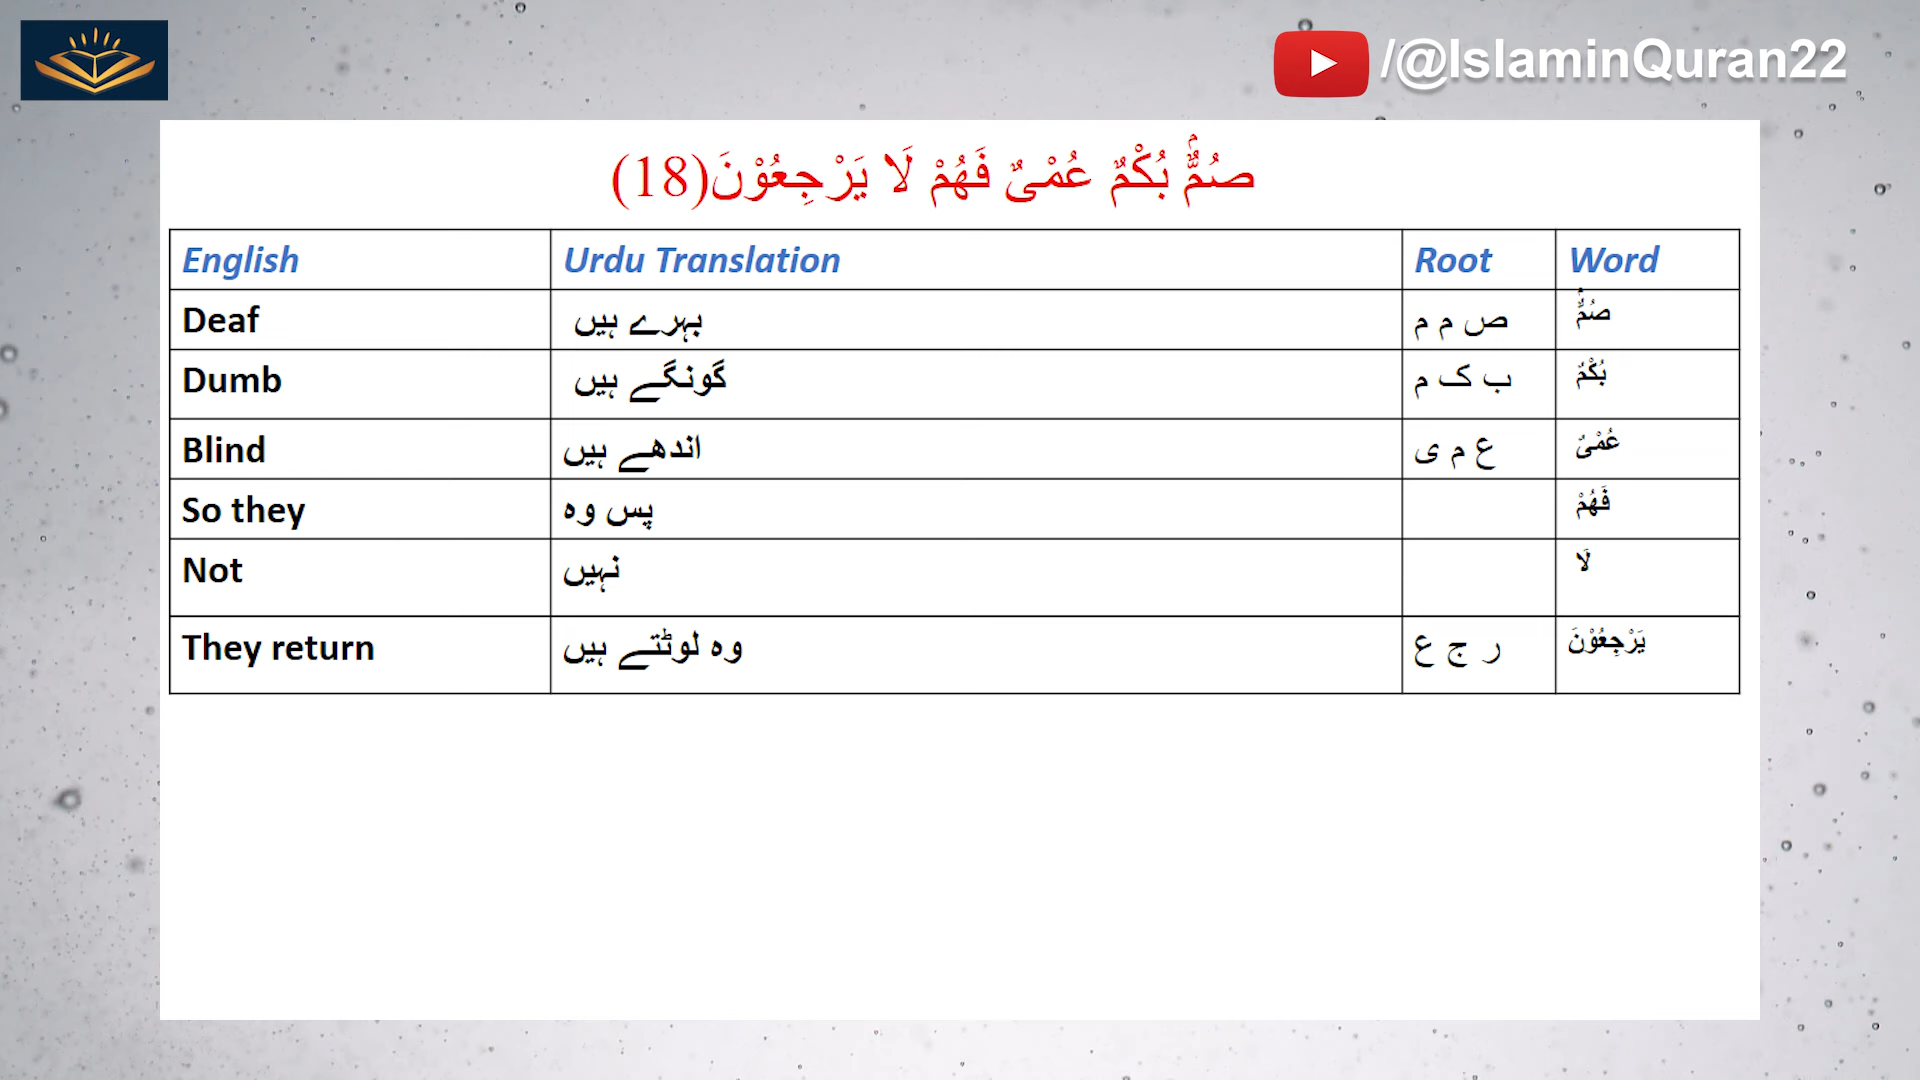 /@IslaminQuran22
صُمٌّۢ بُكْمٌ عُمْىٌ فَهُمْ لَا يَرْجِعُوْنَ(18)
English Urdu Translation Root Word
Deaf بہرے ہیں ص م م صُمٌّۢ
Dumb گونگے ہیں ب ک م بُكْمٌ
Blind اندھے ہیں ع م ی عُمْىٌ
So they پس وہ فَهُمْ
Not نہیں لَا
They return وہ لوٹتے ہیں ر ج ع يَرْجِعُوْنَ